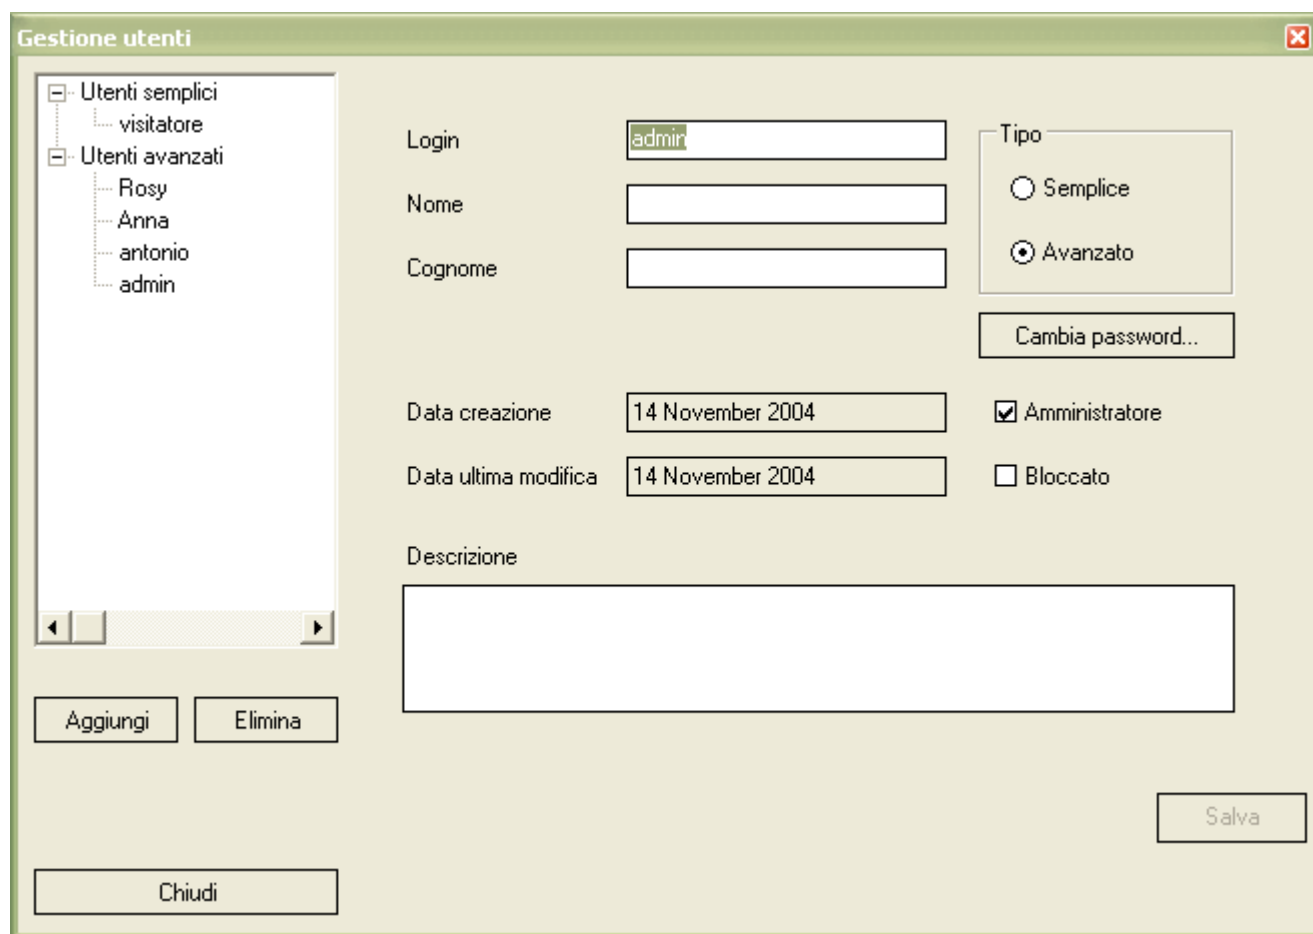 Gestione utenti
Utenti semplici
visitatore
Utenti avanzati
Rosy
Anna
antonio
admin
Aggiungi
Elimina
Chiudi
Login
admin
Nome
Cognome
Tipo
Semplice
Avanzato
Cambia password...
Data creazione
14 November 2004
Amministratore
Data ultima modifica
14 November 2004
Bloccato
Descrizione
Salva